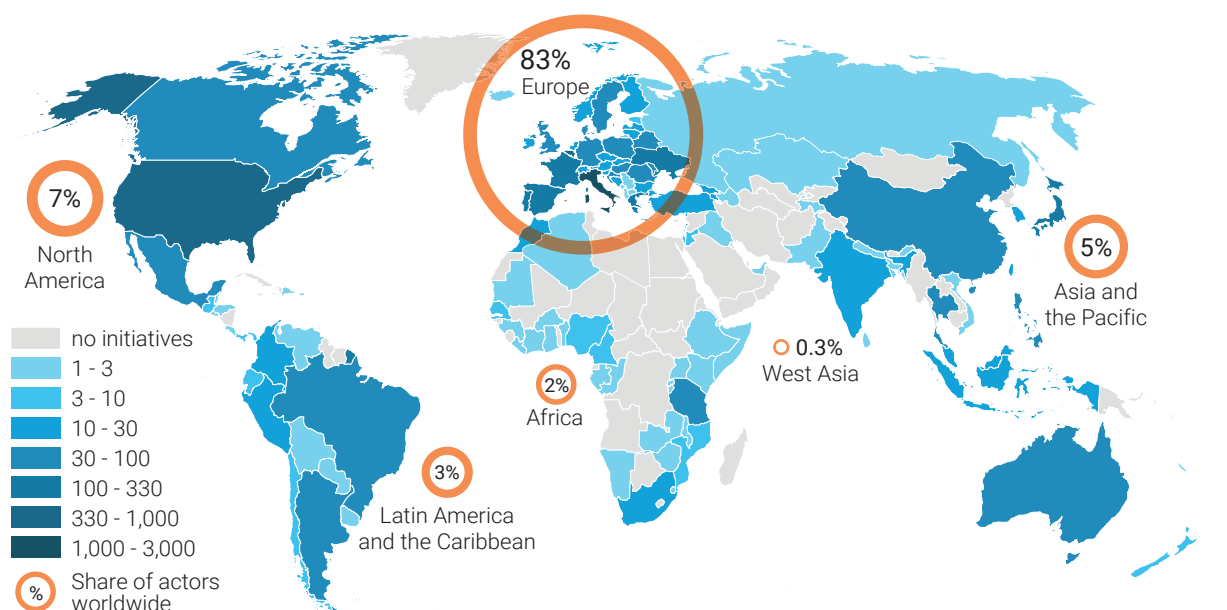 83%
Europe
7%
North
America
5%
Asia and
the Pacific
0.3%
West Asia
2%
Africa
3%
Latin America
and the Caribbean
no initiatives
1 - 3
3 - 10
10 - 30
30 - 100
100 - 330
330 - 1,000
1,000 - 3,000
% Share of actors
worldwide